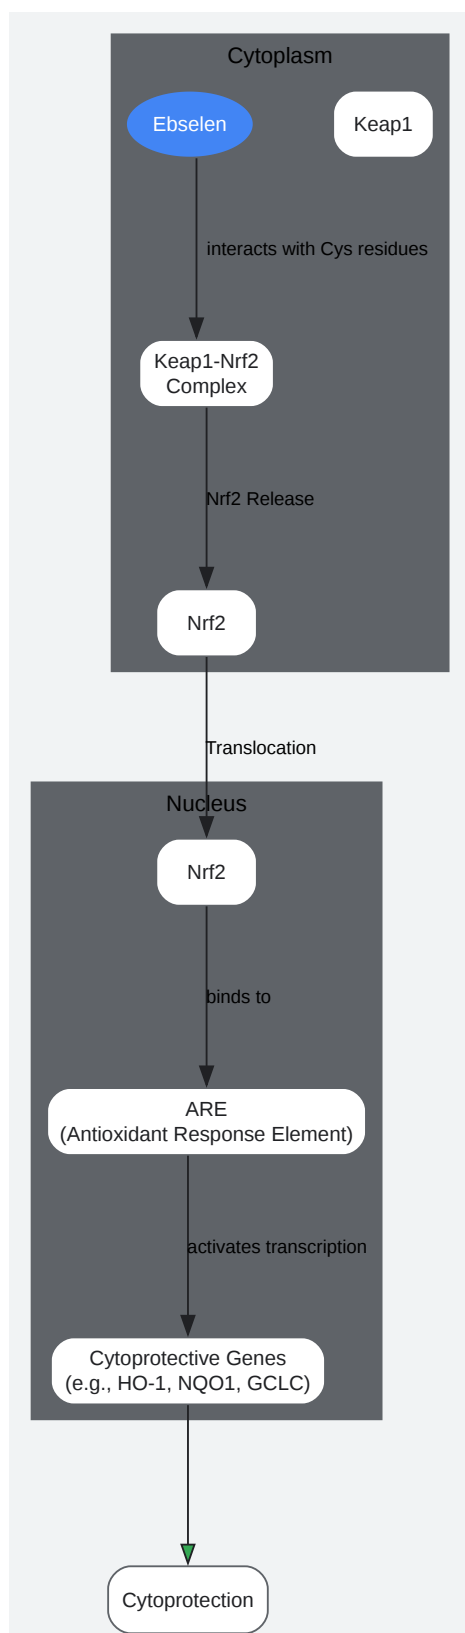 Cytoplasm
Ebselen
Keap1
interacts with Cys residues
Keap1-Nrf2
Complex
Nrf2 Release
Nrf2
Translocation
Nucleus
Nrf2
binds to
ARE
(Antioxidant Response Element)
activates transcription
Cytoprotective Genes
(e.g., HO-1, NQO1, GCLC)
Cytoprotection